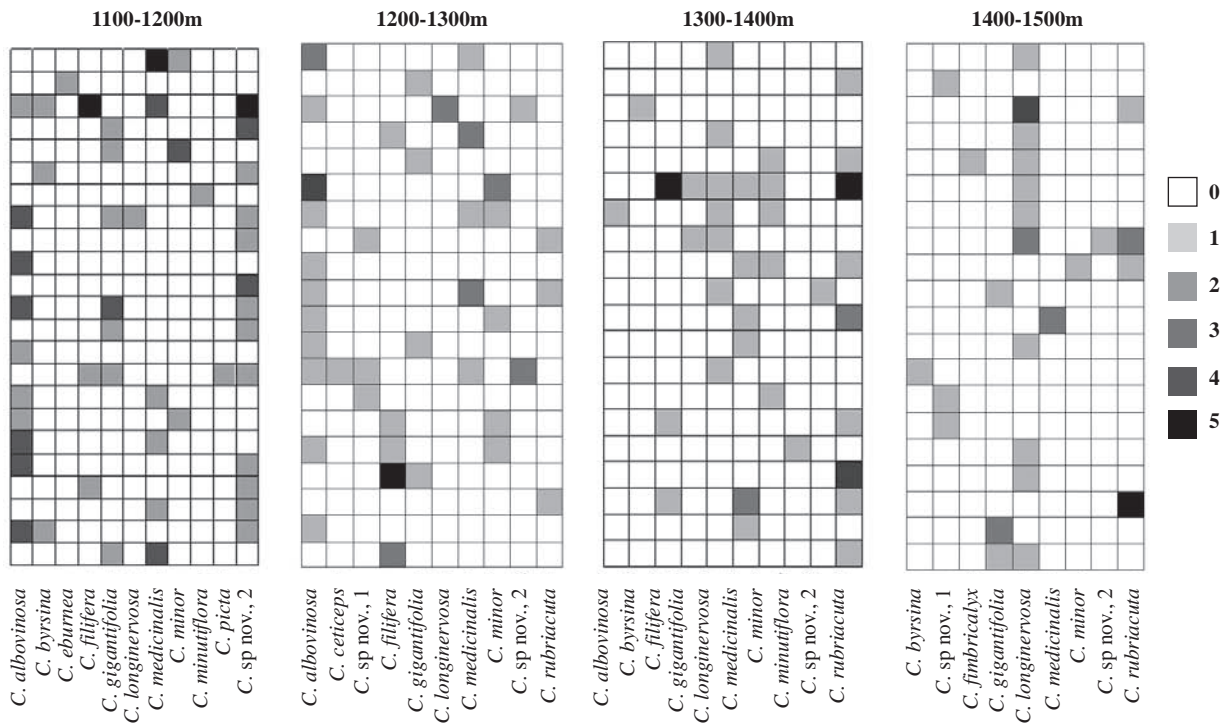 1100-1200m
1200-1300m
1300-1400m
1400-1500m
0
1
2
3
4
5
C. albovinosa
C. byrsina
C. eburnea
C. filifera
C. gigantifolia
C. longinervosa
C. medicinalis
C. minor
C. minutiflora
C. picta
C. sp nov., 2
C. albovinosa
C. ceticeps
C. sp nov., 1
C. filifera
C. gigantifolia
C. longinervosa
C. medicinalis
C. minor
C. sp nov., 2
C. rubriacuta
C. albovinosa
C. byrsina
C. filifera
C. gigantifolia
C. longinervosa
C. medicinalis
C. minor
C. minutiflora
C. sp nov., 2
C. rubriacuta
C. byrsina
C. sp nov., 1
C. fimbricalyx
C. gigantifolia
C. longinervosa
C. medicinalis
C. minor
C. sp nov., 2
C. rubriacuta